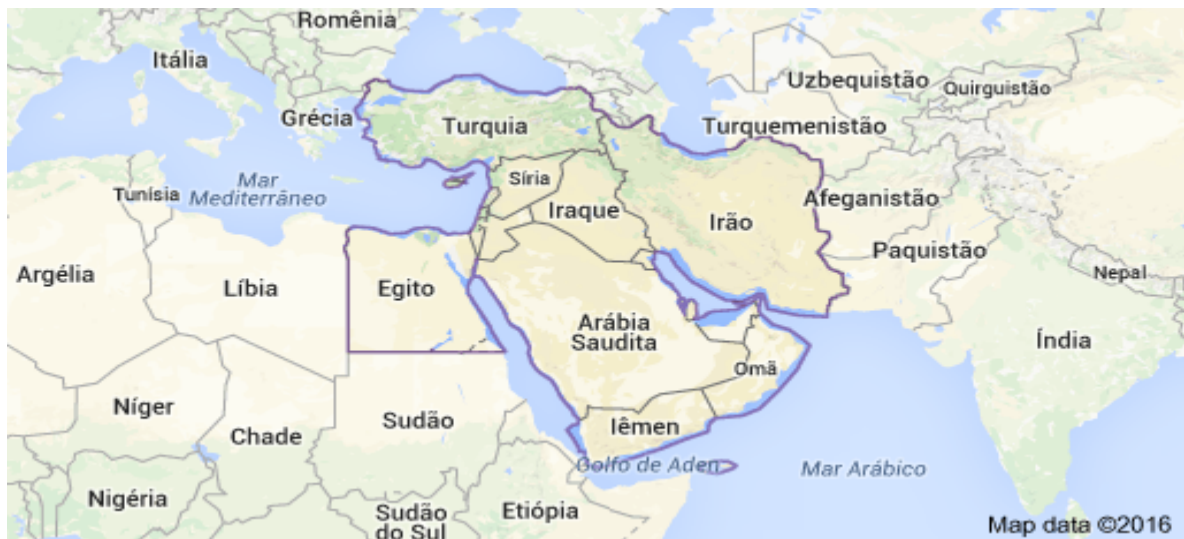 Romênia
Itália
Uzbequistão
Quirguistão
Grécia
Turquia
Turquemenistão
Tunísia
Mar
Mediterrâneo
Síria
Afeganistão
Iraque
Irão
Paquistão
Argélia
Líbia
Egito
Nepal
Arábia
Saudita
Índia
Omã
Níger
Chade
Sudão
Iêmen
Golfo de Aden
Mar Arábico
Nigéria
Sudão
do Sul
Etiópia
Map data ©2016